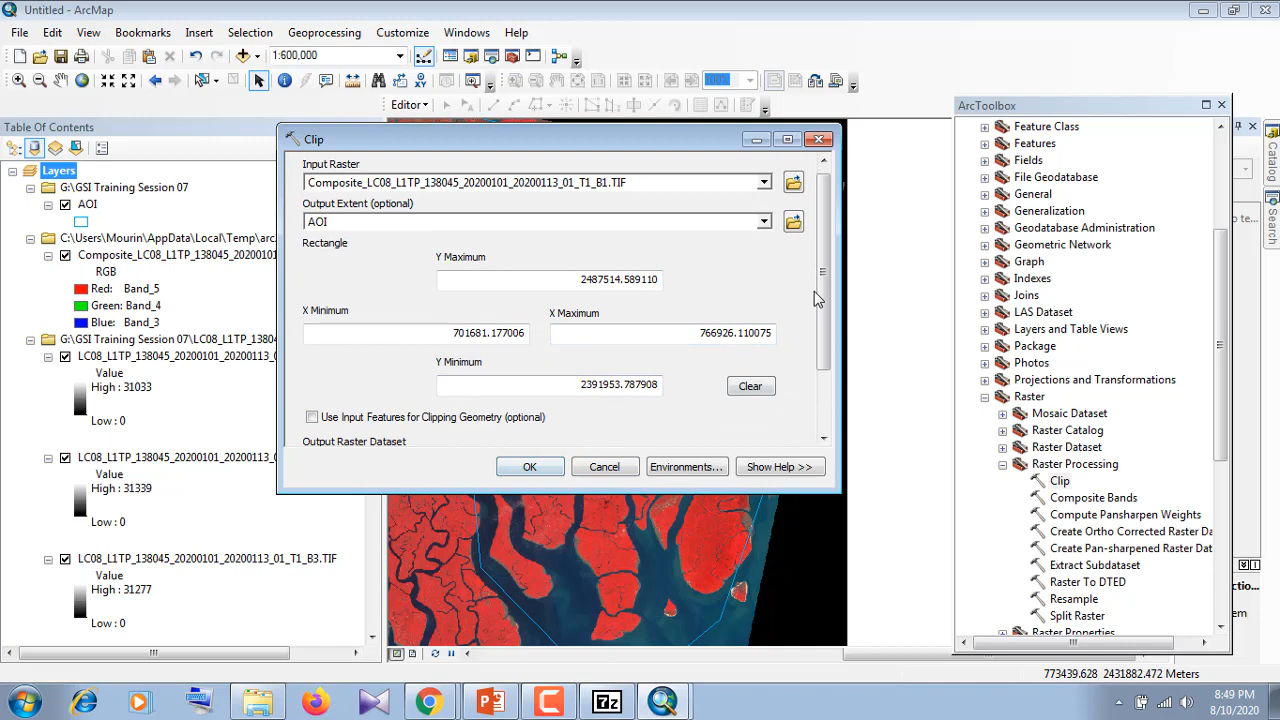 Untitled - ArcMap
File Edit View Bookmarks Insert Selection Geoprocessing Customize Windows Help
1:600,000
100%
Editor
Table Of Contents
Layers
G:\GSI Training Session 07
AOI
C:\Users\Mourin\AppData\Local\Temp\arc
Composite_LC08_L1TP_138045_2020010
RGB
Red: Band_5
Green: Band_4
Blue: Band_3
G:\GSI Training Session 07\LC08_L1TP_13
LC08_L1TP_138045_20200101_20200113_0
Value
High : 31033
Low : 0
LC08_L1TP_138045_20200101_20200113_0
Value
High : 31339
Low : 0
LC08_L1TP_138045_20200101_20200113_01_T1_B3.TIF
Value
High : 31277
Low : 0
Clip
Input Raster
Composite_LC08_L1TP_138045_20200101_20200113_01_T1_B1.TIF
Output Extent (optional)
AOI
Rectangle
Y Maximum
2487514.589110
X Minimum
X Maximum
701681.177006
766926.110075
Y Minimum
2391953.787908
Clear
Use Input Features for Clipping Geometry (optional)
Output Raster Dataset
OK Cancel Environments... Show Help >>
ArcToolbox
Feature Class
Features
Fields
File Geodatabase
General
Generalization
Geodatabase Administration
Geometric Network
Graph
Indexes
Joins
LAS Dataset
Layers and Table Views
Package
Photos
Projections and Transformations
Raster
Mosaic Dataset
Raster Catalog
Raster Dataset
Raster Processing
Clip
Composite Bands
Compute Pansharpen Weights
Create Ortho Corrected Raster Da
Create Pan-sharpened Raster Dat
Extract Subdataset
Raster To DTED
Resample
Split Raster
Raster Properties
Catalog
Search
773439.628 2431882.472 Meters
8:49 PM
8/10/2020